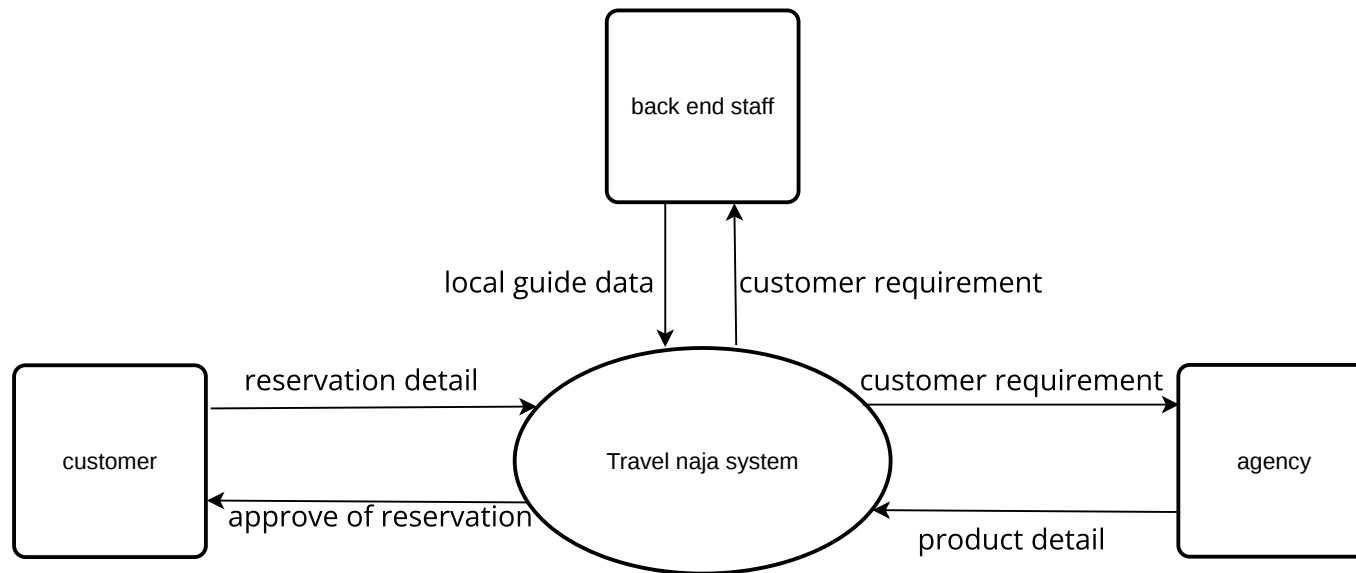 back end staff
local guide data
customer requirement
reservation detail
customer requirement
customer
Travel naja system
agency
approve of reservation
product detail